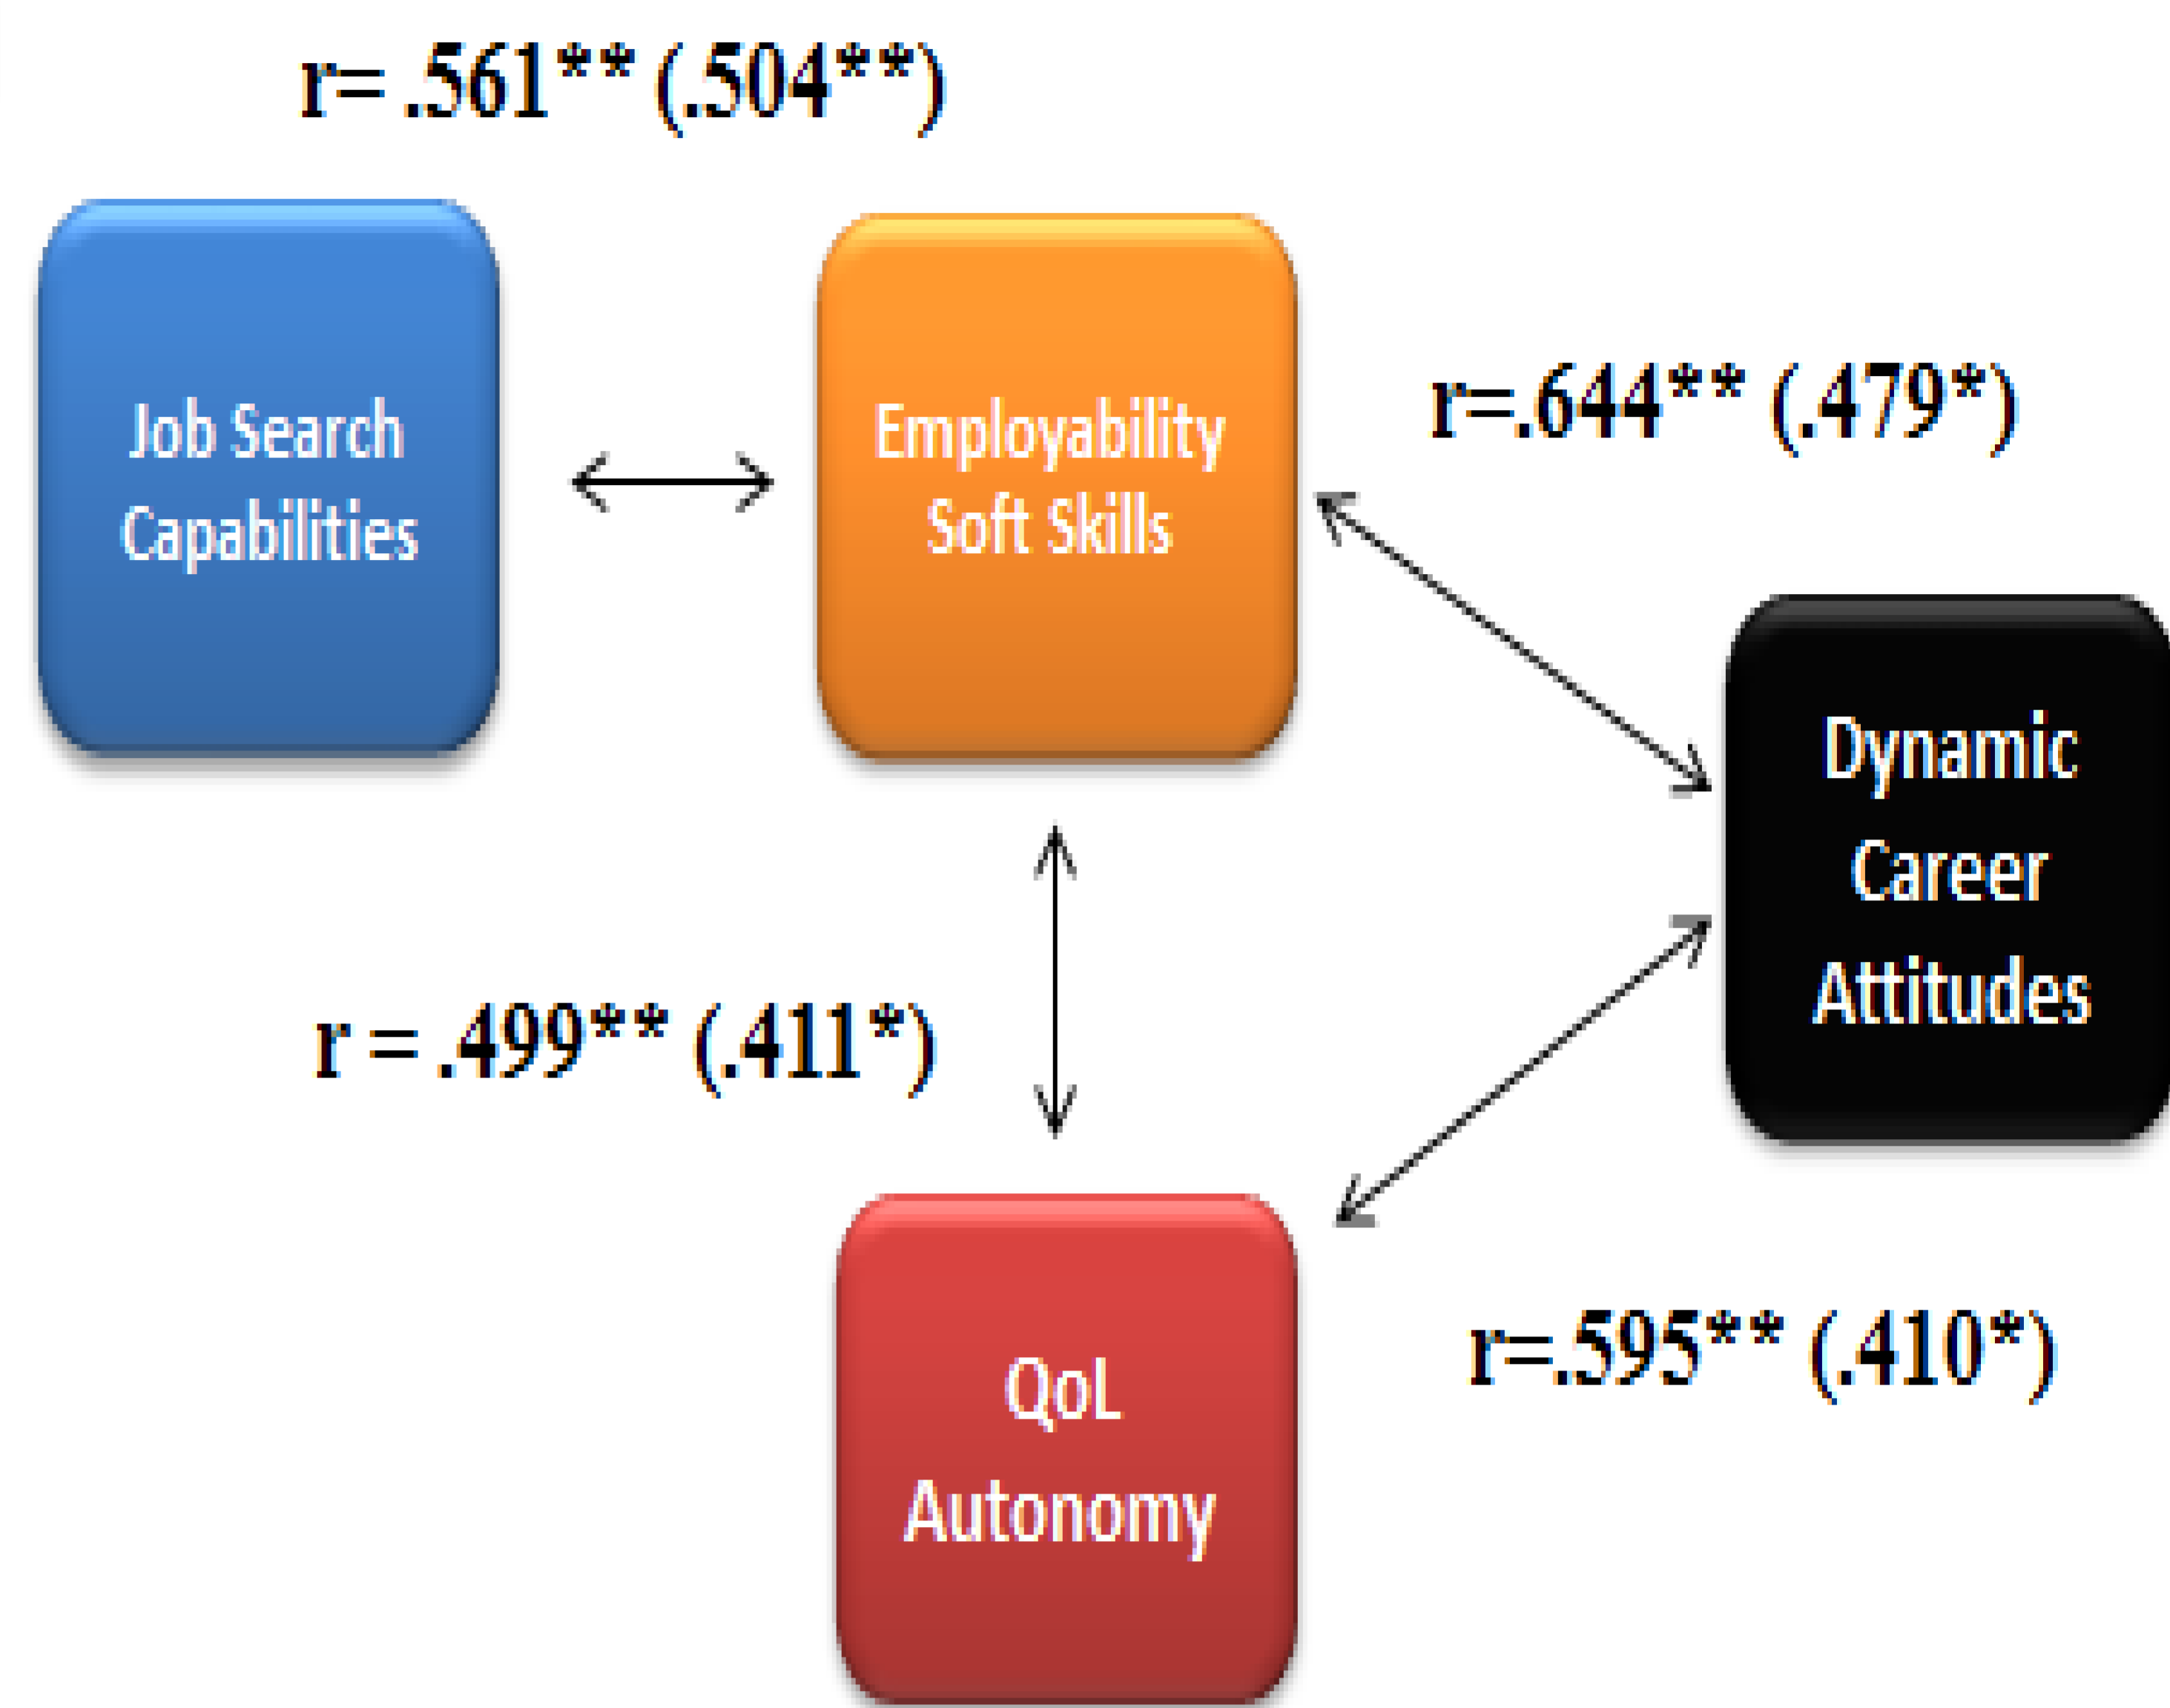 r= .561** (.504**)
Job Search
Capabilities
Employability
Soft Skills
r=.644** (.479*)
Dynamic
Career
Attitudes
r = .499** (.411*)
QoL
Autonomy
r=.595** (.410*)